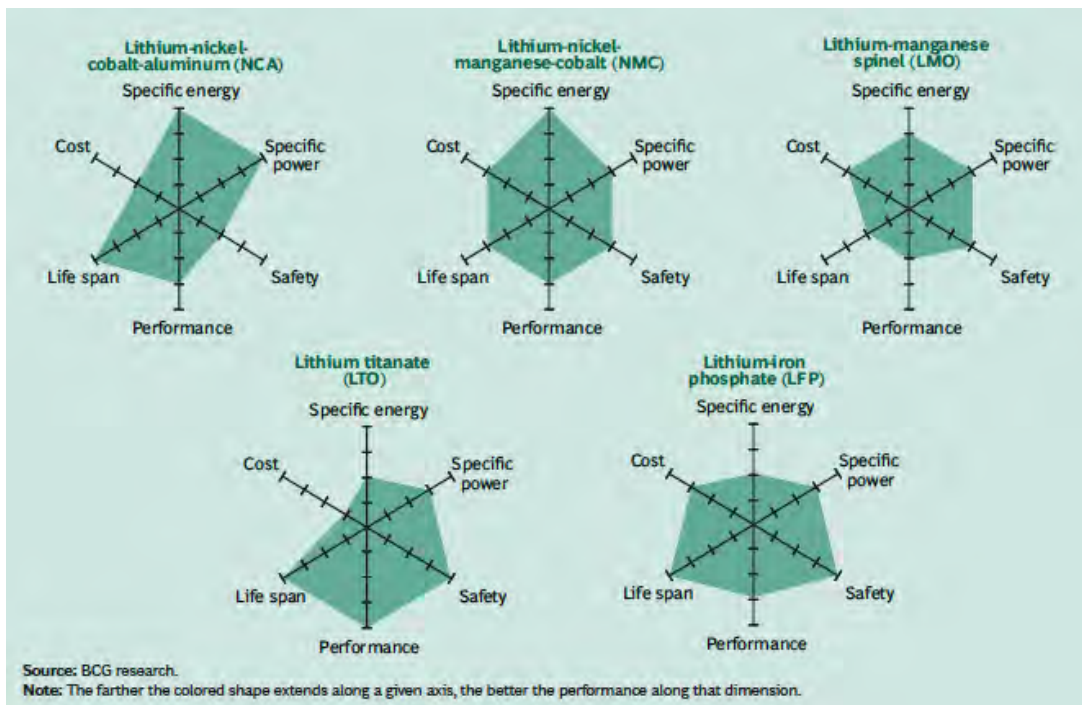 Lithium-nickel-
cobalt-aluminum (NCA)
Specific energy
Cost
Specific
power
Life span
Safety
Performance
Lithium-nickel-
manganese-cobalt (NMC)
Specific energy
Cost
Specific
power
Life span
Safety
Performance
Lithium-manganese
spinel (LMO)
Specific energy
Cost
Specific
power
Life span
Safety
Performance
Lithium titanate
(LTO)
Specific energy
Cost
Specific
power
Life span
Safety
Performance
Lithium-iron
phosphate (LFP)
Specific energy
Cost
Specific
power
Life span
Safety
Performance
Source: BCG research.
Note: The farther the colored shape extends along a given axis, the better the performance along that dimension.